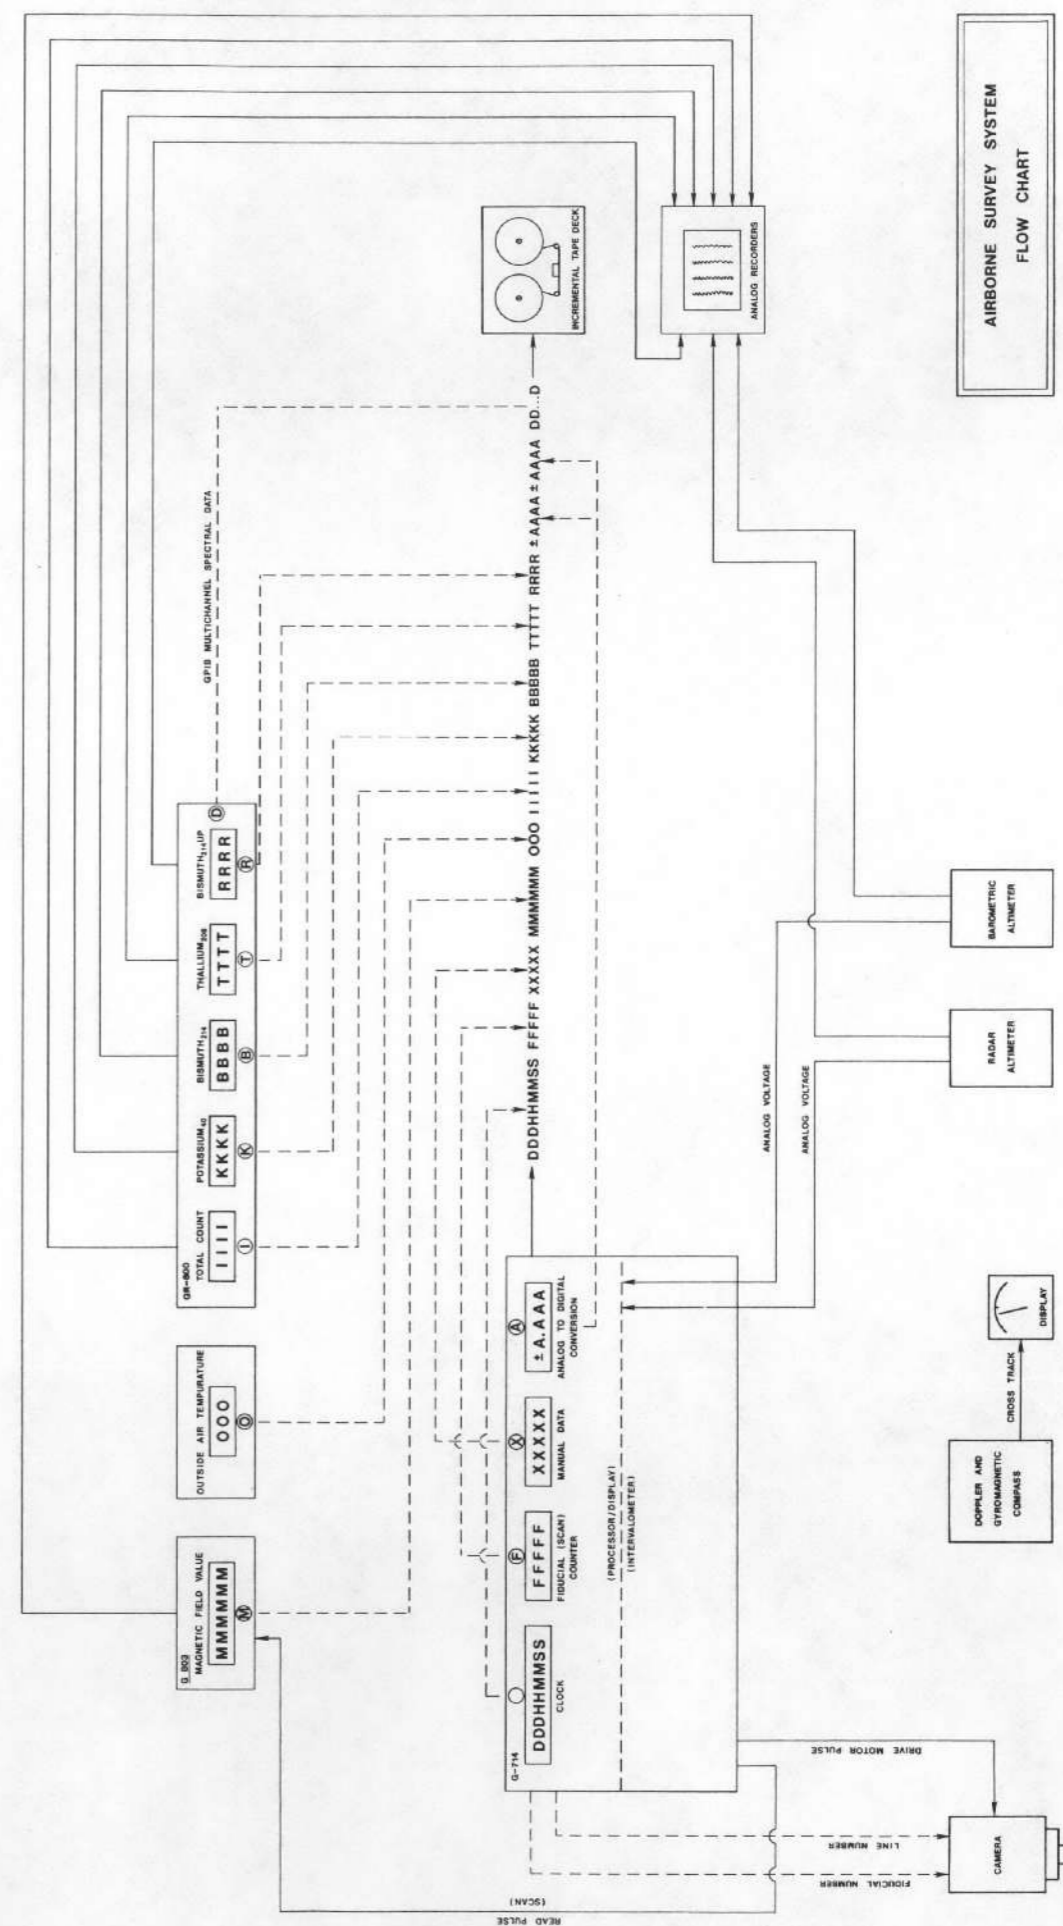 AIRBORNE SURVEY SYSTEM
FLOW CHART
G 803
MAGNETIC FIELD VALUE
MMMMMM
M
OUTSIDE AIR TEMPURATURE
OOO
O
GR-800
TOTAL COUNT
IIII
I
POTASSIUM40
KKKK
K
BISMUTH214
BBBB
B
THALLIUM208
TTTT
T
BISMUTH214UP
RRRR
R
D
GPIB MULTICHANNEL SPECTRAL DATA
INCREMENTAL TAPE DECK
ANALOG RECORDERS
DDDHHMMSS FFFFF XXXXX MMMMMM OOO IIIII KKKKK BBBBB TTTTT RRRR ±AAAA ±AAAA DD...D
G-714
DDDHHMMSS
CLOCK
F
FFFFF
FIDUCIAL (SCAN)
COUNTER
X
XXXXX
MANUAL DATA
A
±A.AAA
ANALOG TO DIGITAL
CONVERSION
(PROCESSOR/DISPLAY)
(INTERVALOMETER)
ANALOG VOLTAGE
ANALOG VOLTAGE
READ PULSE
(SCAN)
FIDUCIAL NUMBER
LINE NUMBER
DRIVE MOTOR PULSE
CAMERA
DOPPLER AND
GYROMAGNETIC
COMPASS
CROSS TRACK
DISPLAY
RADAR
ALTIMETER
BAROMETRIC
ALTIMETER